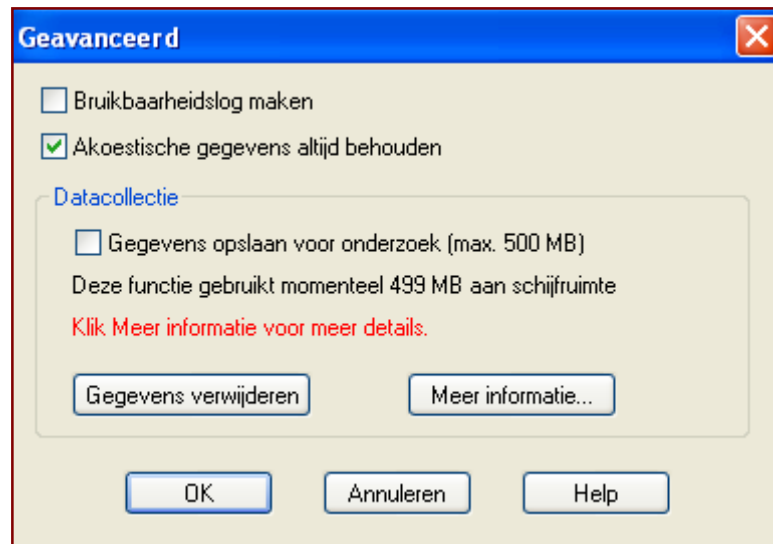 Geavanceerd
Bruikbaarheidslog maken
Akoestische gegevens altijd behouden
Datacollectie
Gegevens opslaan voor onderzoek (max. 500 MB)
Deze functie gebruikt momenteel 499 MB aan schijfruimte
Klik Meer informatie voor meer details.
Gegevens verwijderen
Meer informatie...
OK
Annuleren
Help